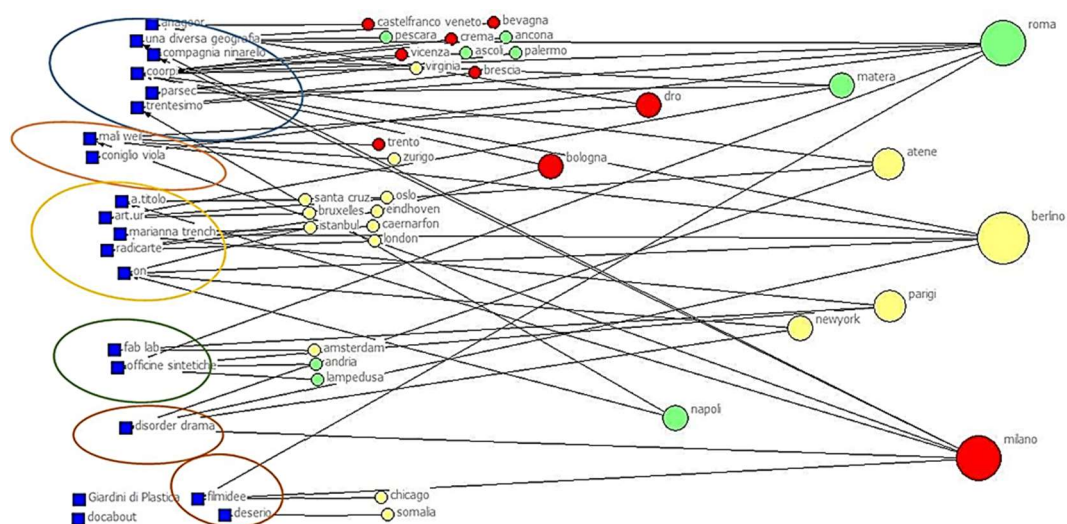 anagoor
castelfranco veneto
bevagna
roma
una diversa geografia
pescara
crema
ancona
compagnia ninarello
vicenza
ascoli
palermo
virginia
brescia
matera
parsec
dro
trentesimo
mali weil
trento
coniglio viola
zurigo
bologna
atene
a.titolo
santa cruz
oslo
art.ur
bruxelles
eindhoven
berlino
marianna trench
istanbul
caernarfon
radicarte
london
on
parigi
newyork
fab lab
amsterdam
officine sintetiche
andria
lampedusa
napoli
disorder drama
milano
Giardini di Plastica
filmidee
chicago
docabout
deserio
somalia